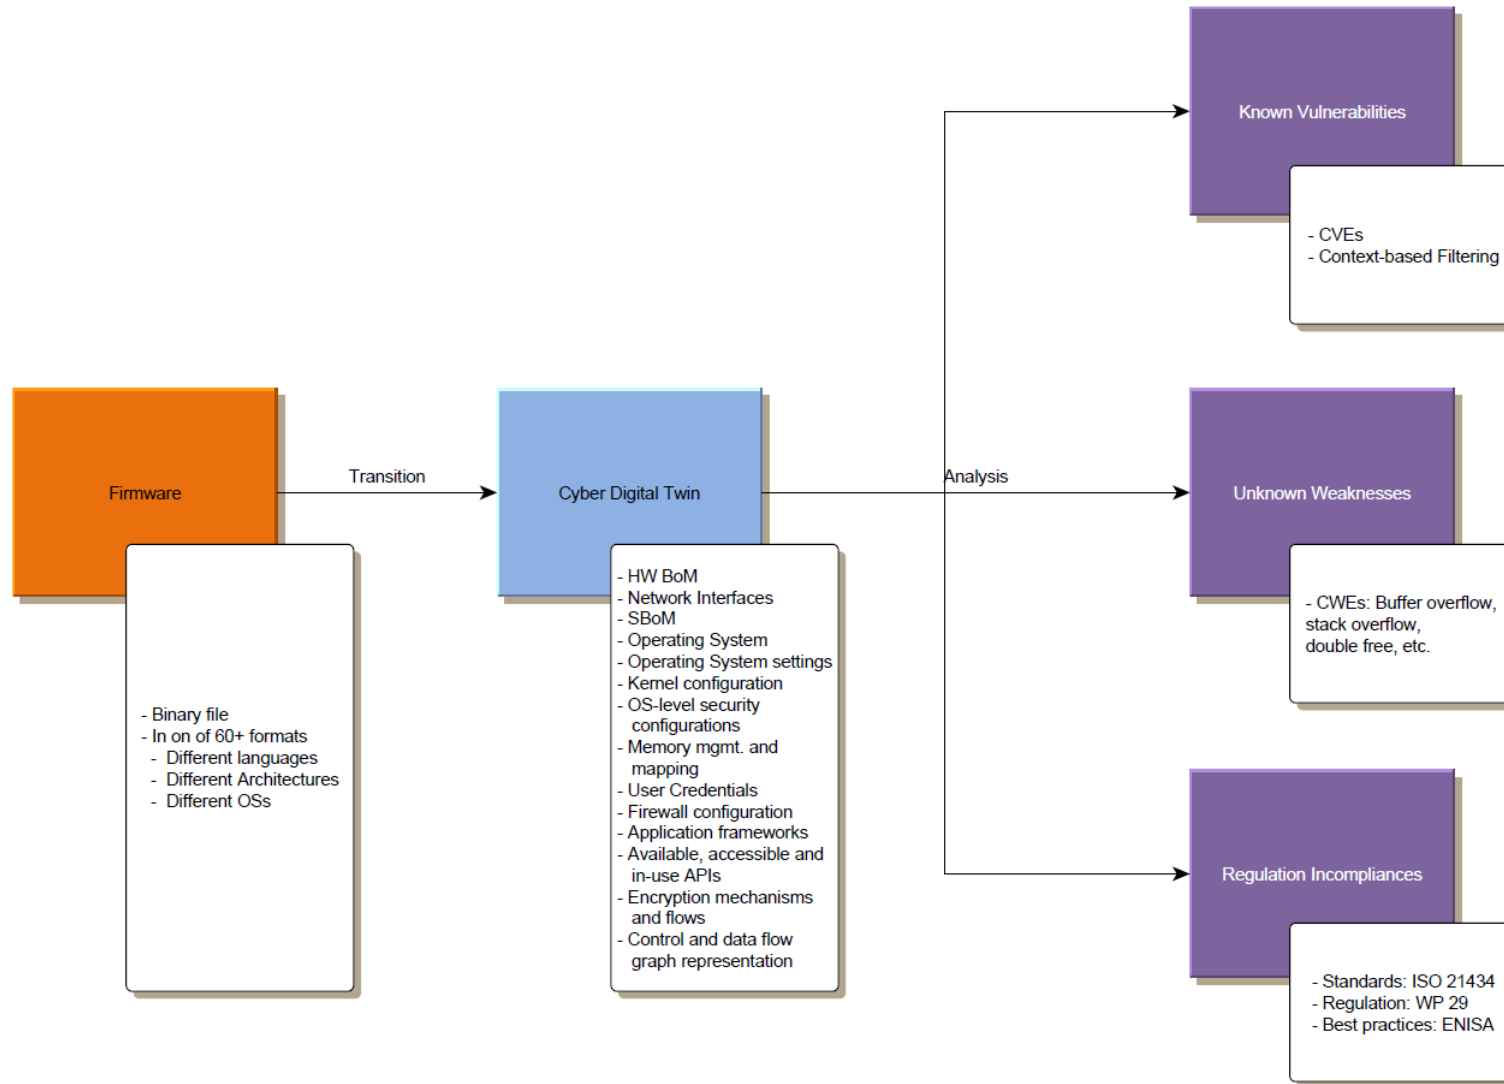 Known Vulnerabilities
- CVEs
- Context-based Filtering
Firmware
- Binary file
- In on of 60+ formats
- Different languages
- Different Architectures
- Different OSs
Transition
Cyber Digital Twin
- HW BoM
- Network Interfaces
- SBoM
- Operating System
- Operating System settings
- Kernel configuration
- OS-level security
configurations
- Memory mgmt. and
mapping
- User Credentials
- Firewall configuration
- Application frameworks
- Available, accessible and
in-use APIs
- Encryption mechanisms
and flows
- Control and data flow
graph representation
Analysis
Unknown Weaknesses
- CWEs: Buffer overflow,
stack overflow,
double free, etc.
Regulation Incompliances
- Standards: ISO 21434
- Regulation: WP 29
- Best practices: ENISA